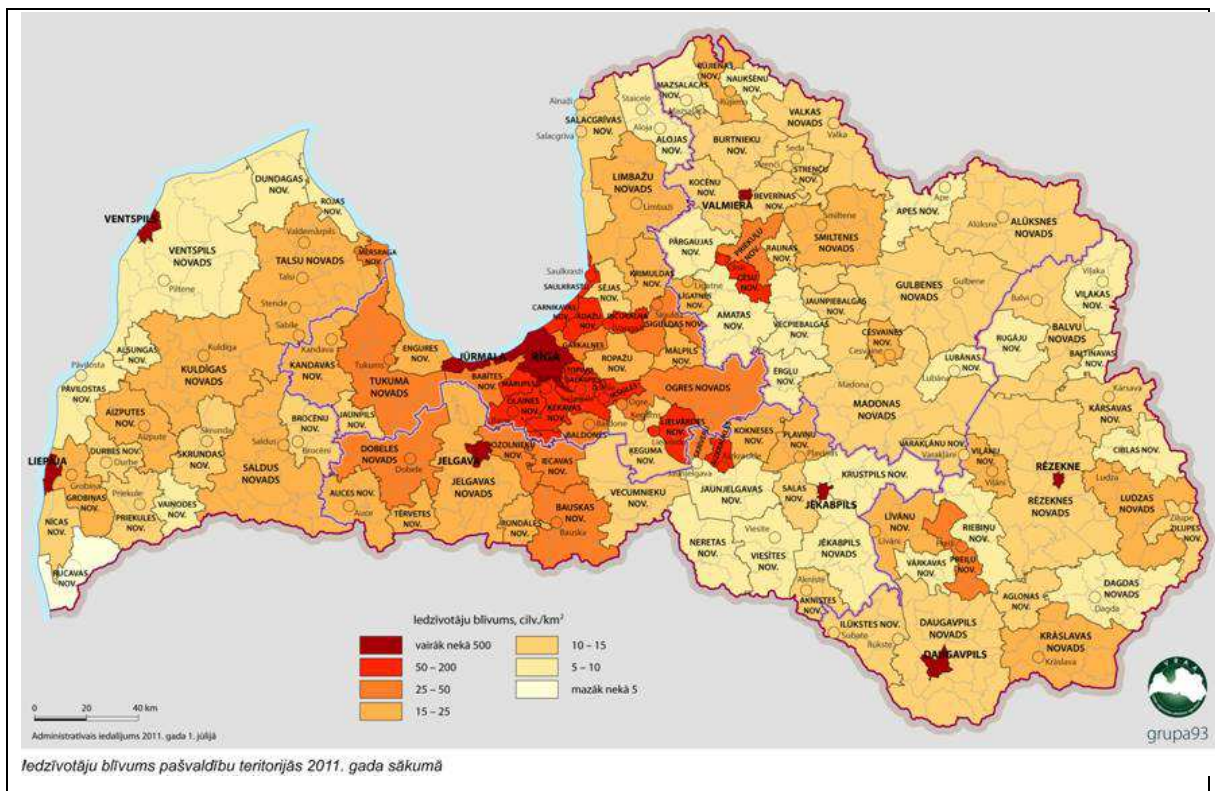 RŪJIENAS
NOV.
Rūjiena
MAZSALACAS
NOV.
Mazsalaca
NAUKŠĒNU
NOV.
VALKAS
NOVADS
Valka
Ainaži
Staicele
SALACGRĪVAS
NOV.
Salacgrīva
Aloja
ALOJAS
NOV.
BURTNIEKU
NOV.
Seda
Strenči
STRENČU
NOV.
DUNDAGAS
NOV.
ROJAS
NOV.
LIMBAŽU
NOVADS
Limbaži
KOCĒNU
NOV.
VALMIERA
BEVERĪNAS
NOV.
Smiltene
SMILTENES
NOVADS
APES NOV.
Ape
Alūksne
ALŪKSNES
NOVADS
VENTSPILS
VENTSPILS
NOVADS
Piltene
Valdemārpils
TALSU NOVADS
Talsi
MĒRSRAGA
NOV.
Stende
Sabile
PĀRGAUJAS
NOV.
PRIEKUĻU
NOV.
RAUNAS
NOV.
CĒSU
NOV.
Saulkrasti
SAULKRASTU
NOV.
SĒJAS
NOV.
KRIMULDAS
NOV.
Līgatne
LĪGATNES
NOV.
GULBENES
NOVADS
Gulbene
Viļaka
VIĻAKAS
NOV.
CARNIKAVAS
NOV.
ĀDAŽU
NOV.
INČUKALNA
NOV.
Vangaži
Sigulda
SIGULDAS NOV.
AMATAS
NOV.
JAUNPIEBALGAS
NOV.
VECPIEBALGAS
NOV.
Balvi
BALVU
NOVADS
RUGĀJU
NOV.
BALTINAVAS
NOV.
ALSUNGAS
NOV.
Kuldīga
KULDĪGAS
NOVADS
Pāvilosta
PĀVILOSTAS
NOV.
Kandava
KANDAVAS
NOV.
Tukums
TUKUMA
NOVADS
ENGURES
NOV.
JŪRMALA
RĪGA
GARKALNES
NOV.
ROPAŽU
NOV.
MĀLPILS
NOV.
CESVAINES
NOV.
Cesvaine
LUBĀNAS
NOV.
Lubāna
BABĪTES
NOV.
MĀRUPES
NOV.
OLAINES
NOV.
ĶEKAVAS
NOV.
OGRES NOVADS
Ogre
ĒRGĻU
NOV.
Madona
MADONAS
NOVADS
Kārsava
KĀRSAVAS
NOV.
AIZPUTES
NOV.
Aizpute
Skrunda
SKRUNDAS
NOV.
BROCĒNU
NOV.
Brocēni
JAUNPILS
NOV.
Saldus
SALDUS
NOVADS
DURBES NOV.
Durbe
LIEPĀJA
Grobiņa
GROBIŅAS
NOV.
Priekule
PRIEKULES
NOV.
VAIŅODES
NOV.
NĪCAS
NOV.
RUCAVAS
NOV.
DOBELES
NOVADS
Dobele
JELGAVA
OZOLNIEKU
NOV.
JELGAVAS
NOVADS
AUCES NOV.
Auce
TĒRVETES
NOV.
IECAVAS
NOV.
Baldone
BALDONES
NOV.
ĶEGUMA
NOV.
LIELVĀRDES
NOV.
KOKNESES
NOV.
PĻAVIŅU
NOV.
VARAKĻĀNU NOV.
Varakļāni
VIĻĀNU
NOV.
Viļāni
RĒZEKNE
RĒZEKNES
NOVADS
CIBLAS NOV.
Ludza
LUDZAS
NOVADS
Zilupe
ZILUPES
NOV.
RUNDĀLES
NOV.
BAUSKAS
NOV.
Bauska
VECUMNIEKU
NOV.
Jaunjelgava
JAUNJELGAVAS
NOV.
SALAS
NOV.
KRUSTPILS NOV.
JĒKABPILS
LĪVĀNU
NOV.
Līvāni
RIEBIŅU
NOV.
PREIĻU
NOV.
VĀRKAVAS
NOV.
NERETAS
NOV.
Viesīte
VIESĪTES
NOV.
JĒKABPILS
NOVADS
Aknīste
AKNĪSTES
NOV.
AGLONAS
NOV.
DAGDAS
NOVADS
Dagda
ILŪKSTES NOV.
Subate
Ilūkste
DAUGAVPILS
NOVADS
DAUGAVPILS
KRĀSLAVAS
NOVADS
Krāslava
Iedzīvotāju blīvums, cilv./km²
vairāk nekā 500
50 – 200
25 – 50
15 – 25
10 – 15
5 – 10
mazāk nekā 5
0 20 40 km
Administratīvais iedalījums 2011. gada 1. jūlijā
grupa93
Iedzīvotāju blīvums pašvaldību teritorijās 2011. gada sākumā